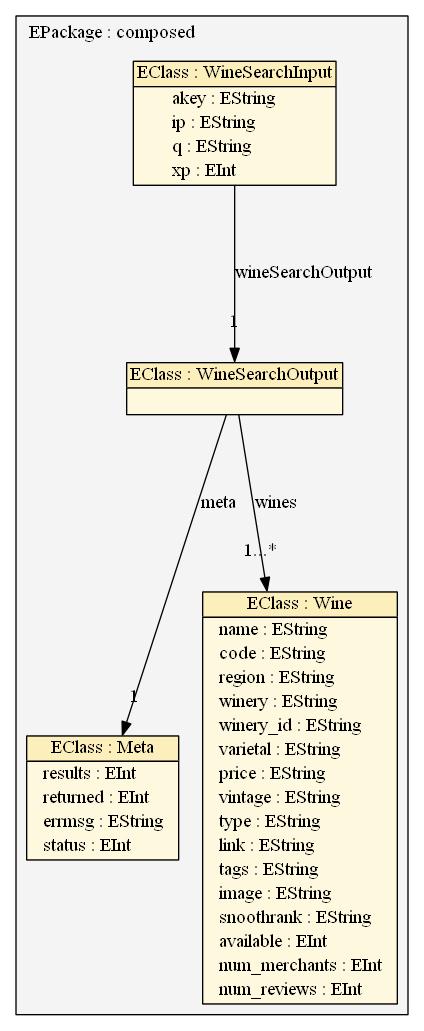 EPackage : composed
EClass : WineSearchInput
akey : EString
ip : EString
q : EString
xp : EInt
wineSearchOutput
1
EClass : WineSearchOutput
meta
wines
1...*
1
EClass : Wine
name : EString
code : EString
region : EString
winery : EString
winery_id : EString
varietal : EString
price : EString
vintage : EString
type : EString
link : EString
tags : EString
image : EString
snoothrank : EString
available : EInt
num_merchants : EInt
num_reviews : EInt
EClass : Meta
results : EInt
returned : EInt
errmsg : EString
status : EInt